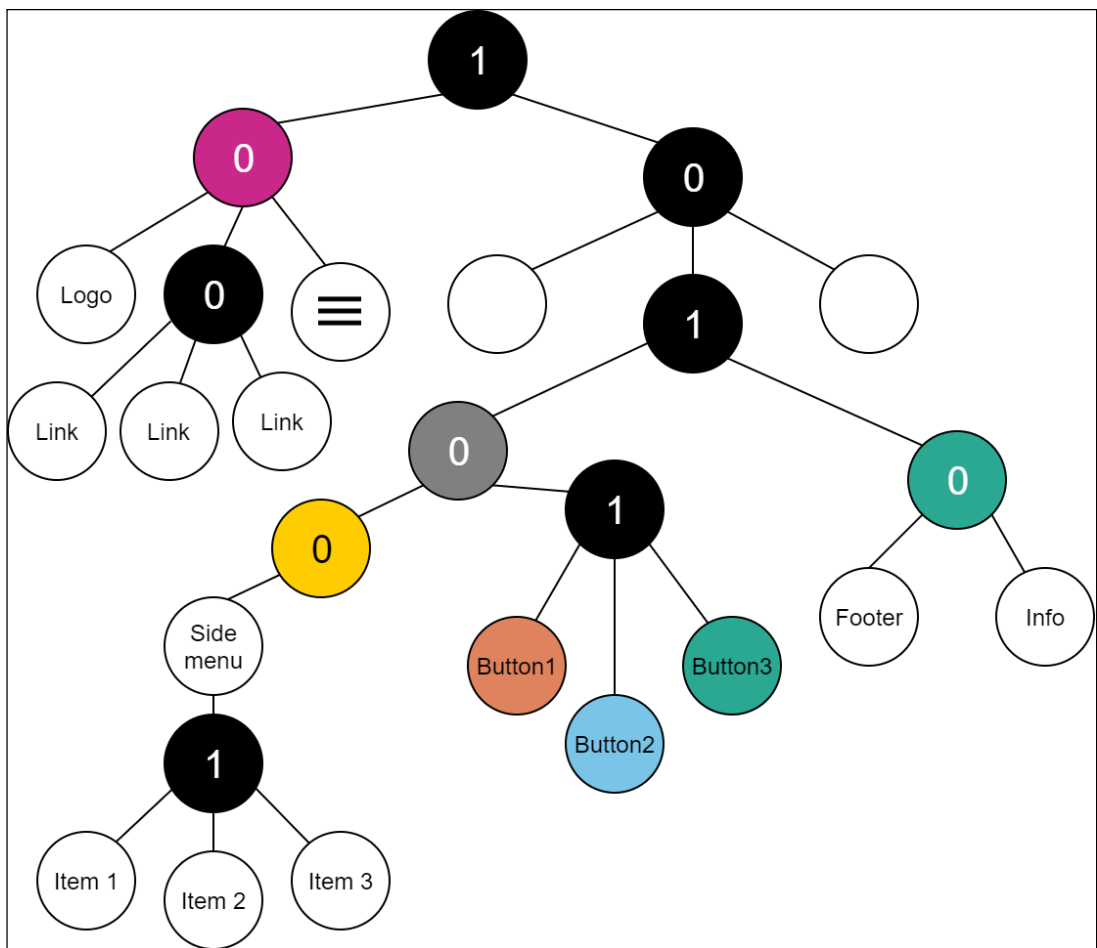 1
0
0
Logo
0
1
Link
Link
Link
0
0
1
0
Side
menu
Button1
Button2
Button3
Footer
Info
1
Item 1
Item 2
Item 3